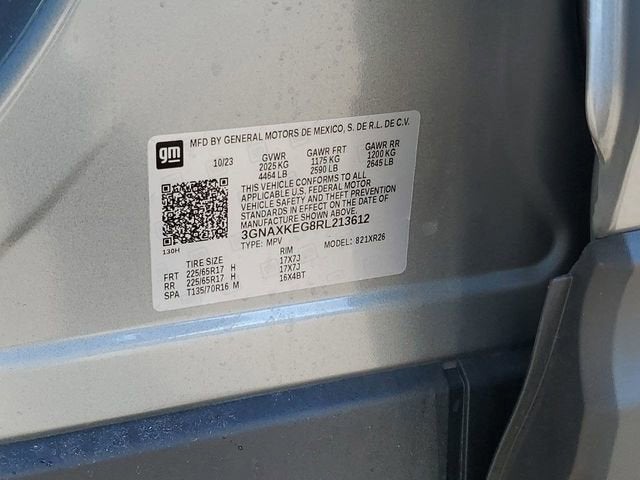 gm
MFD BY GENERAL MOTORS DE MEXICO, S. DE R.L. DE C.V.
10/23 GVWR GAWR FRT GAWR RR
2025 KG 1175 KG 1200 KG
4464 LB 2590 LB 2645 LB
THIS VEHICLE CONFORMS TO ALL
APPLICABLE U.S. FEDERAL MOTOR
VEHICLE SAFETY AND THEFT PREVENTION
STANDARDS IN EFFECT ON THE DATE OF
MANUFACTURE SHOWN ABOVE.
3GNAXKEG8RL213612
130H TYPE: MPV MODEL: 821XR26
TIRE SIZE RIM
FRT 225/65R17 H 17X7J
RR 225/65R17 H 17X7J
SPA T135/70R16 M 16X4BT